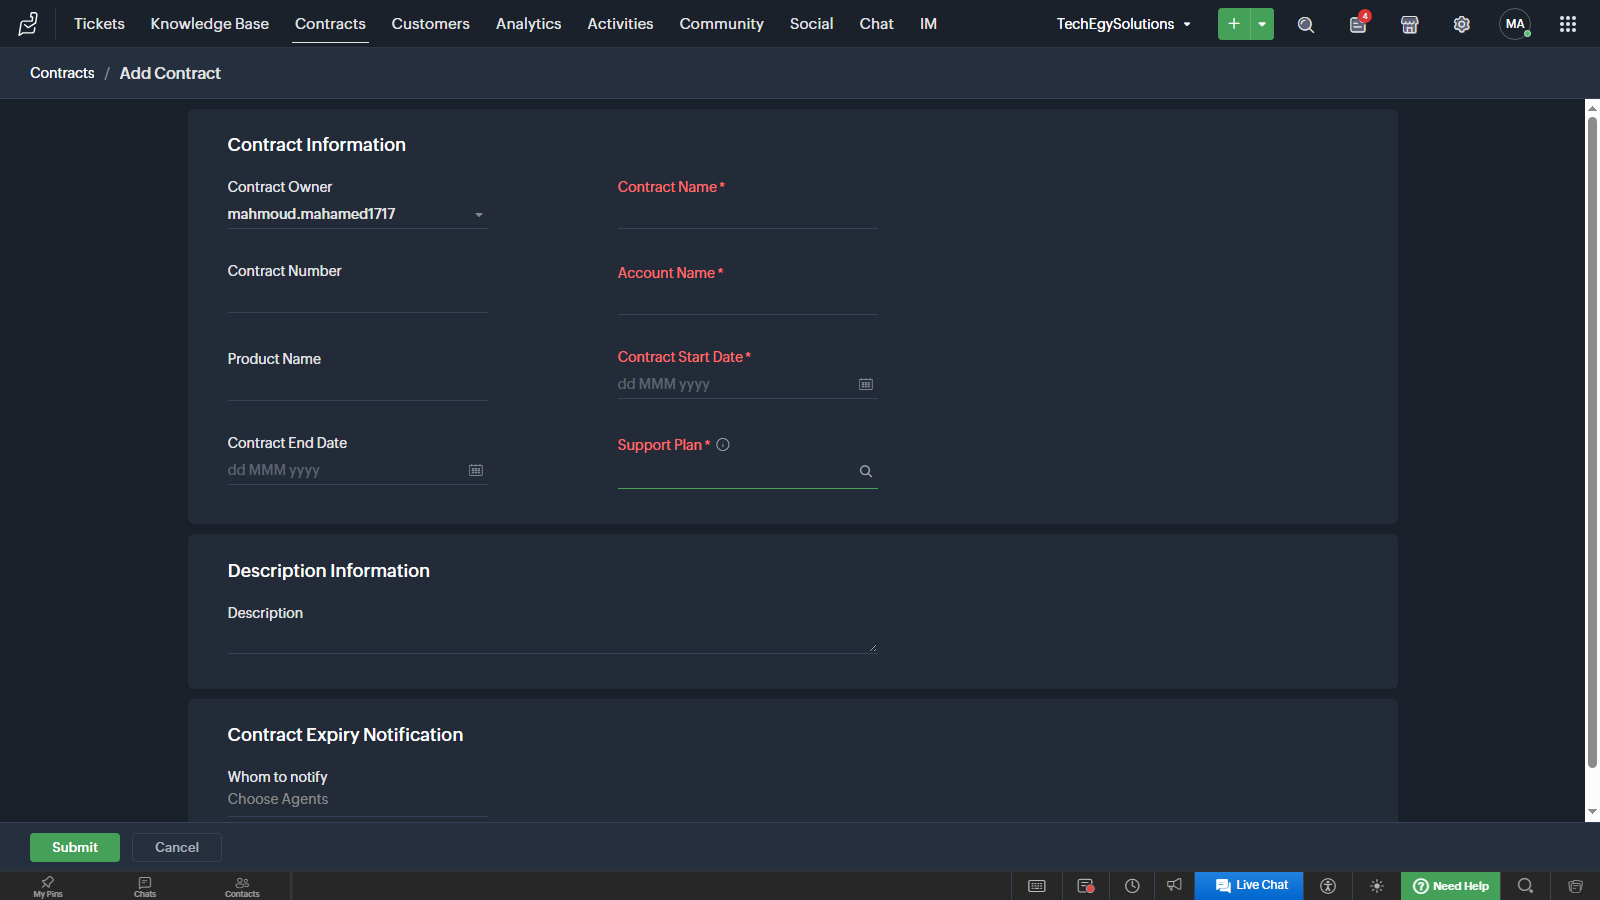 Tickets Knowledge Base Contracts Customers Analytics Activities Community Social Chat IM TechEgySolutions 4 MA
Contracts / Add Contract
Contract Information
Contract Owner
mahmoud.mahamed1717
Contract Name *
Contract Number
Account Name *
Product Name
Contract Start Date *
dd MMM yyyy
Contract End Date
dd MMM yyyy
Support Plan *
Description Information
Description
Contract Expiry Notification
Whom to notify
Choose Agents
Submit Cancel
My Pins Chats Contacts Live Chat Need Help